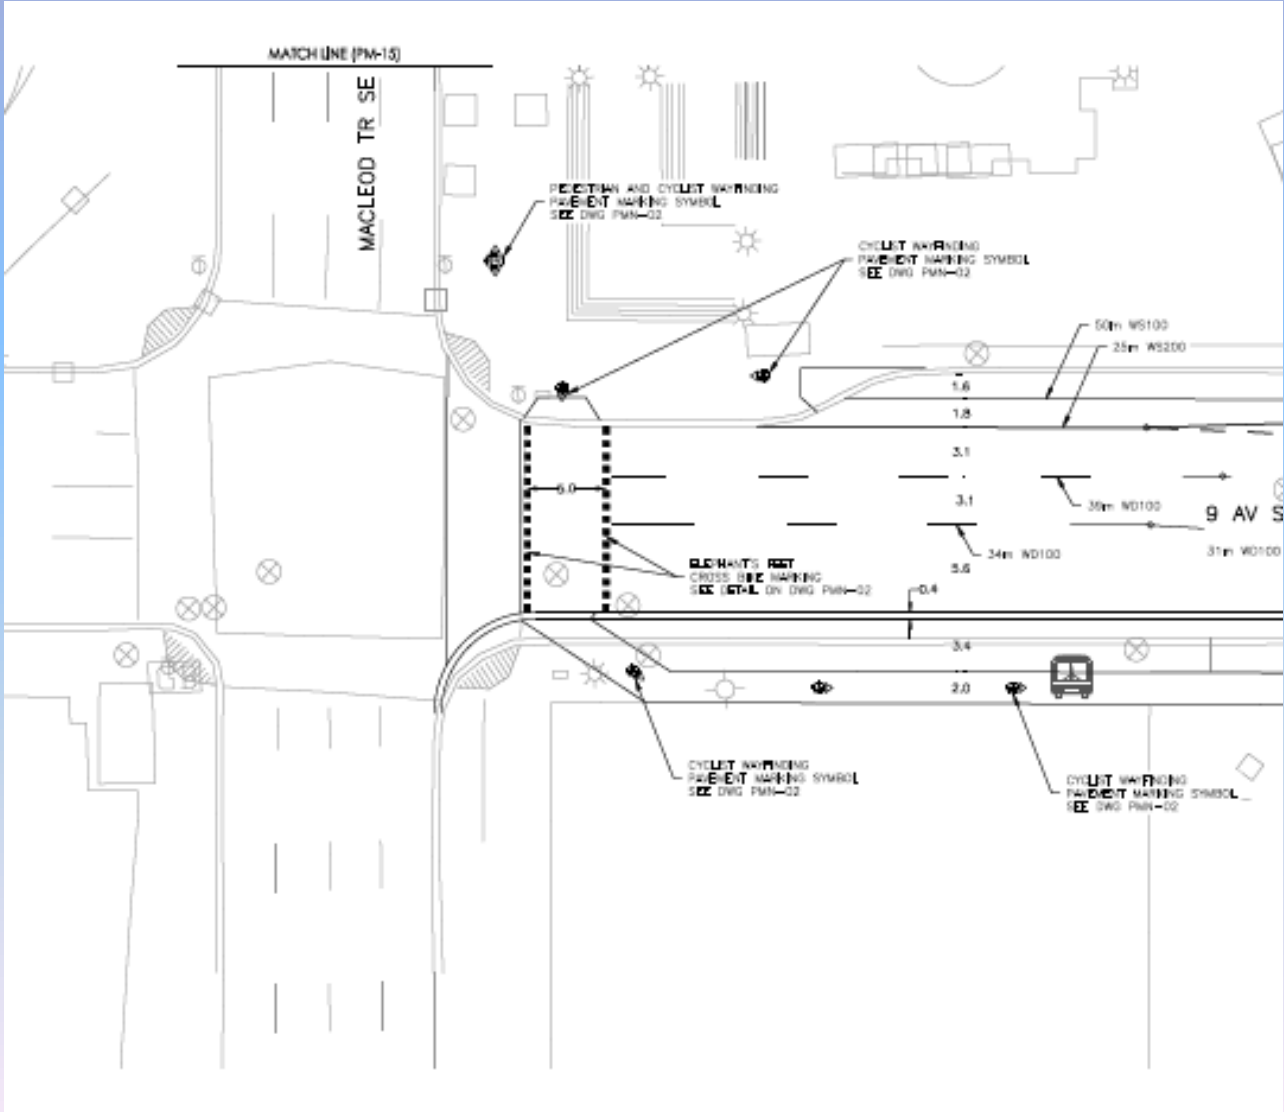 MATCH LINE (PM-15)
MACLEOD TR SE
PEDESTRIAN AND CYCLIST WAYFINDING
PAVEMENT MARKING SYMBOL
SEE DWG PMN-02
CYCLIST WAYFINDING
PAVEMENT MARKING SYMBOL
SEE DWG PMN-02
50m WS100
25m WS200
1.6
1.8
3.1
3.1
39m WD100
9 AV S
31m WD100
34m WD100
5.6
6.0
ELEPHANT'S FEET
CROSS BIKE MARKING
SEE DETAIL ON DWG PMN-02
0.4
3.4
2.0
CYCLIST WAYFINDING
PAVEMENT MARKING SYMBOL
SEE DWG PMN-02
CYCLIST WAYFINDING
PAVEMENT MARKING SYMBOL
SEE DWG PMN-02